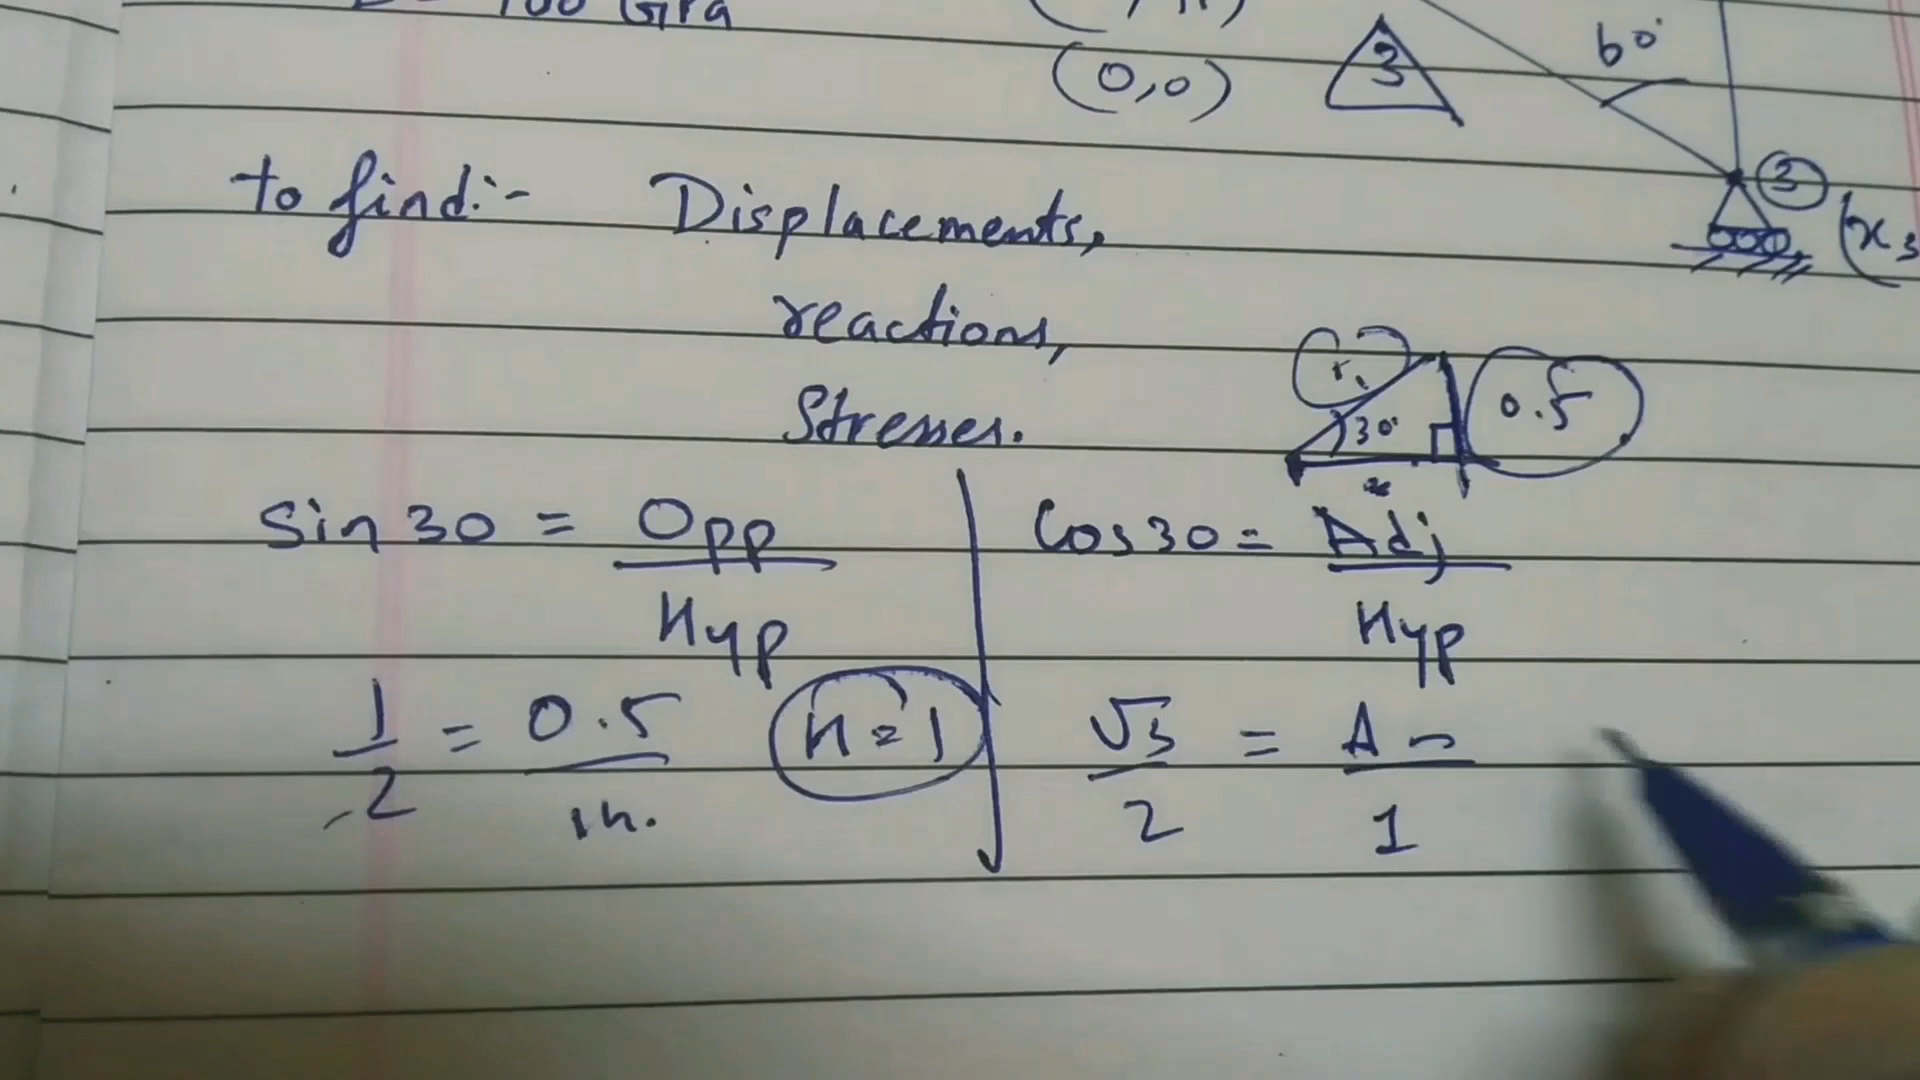 100 GPa
(0,0)
3
60°
3
(x3
to find:- Displacements,
reactions,
Stresses.
30°
0.5
x
Sin 30 = Opp
Hyp
Cos 30 = Adj
Hyp
1/2 = 0.5
H=1
√3/2 = A
1